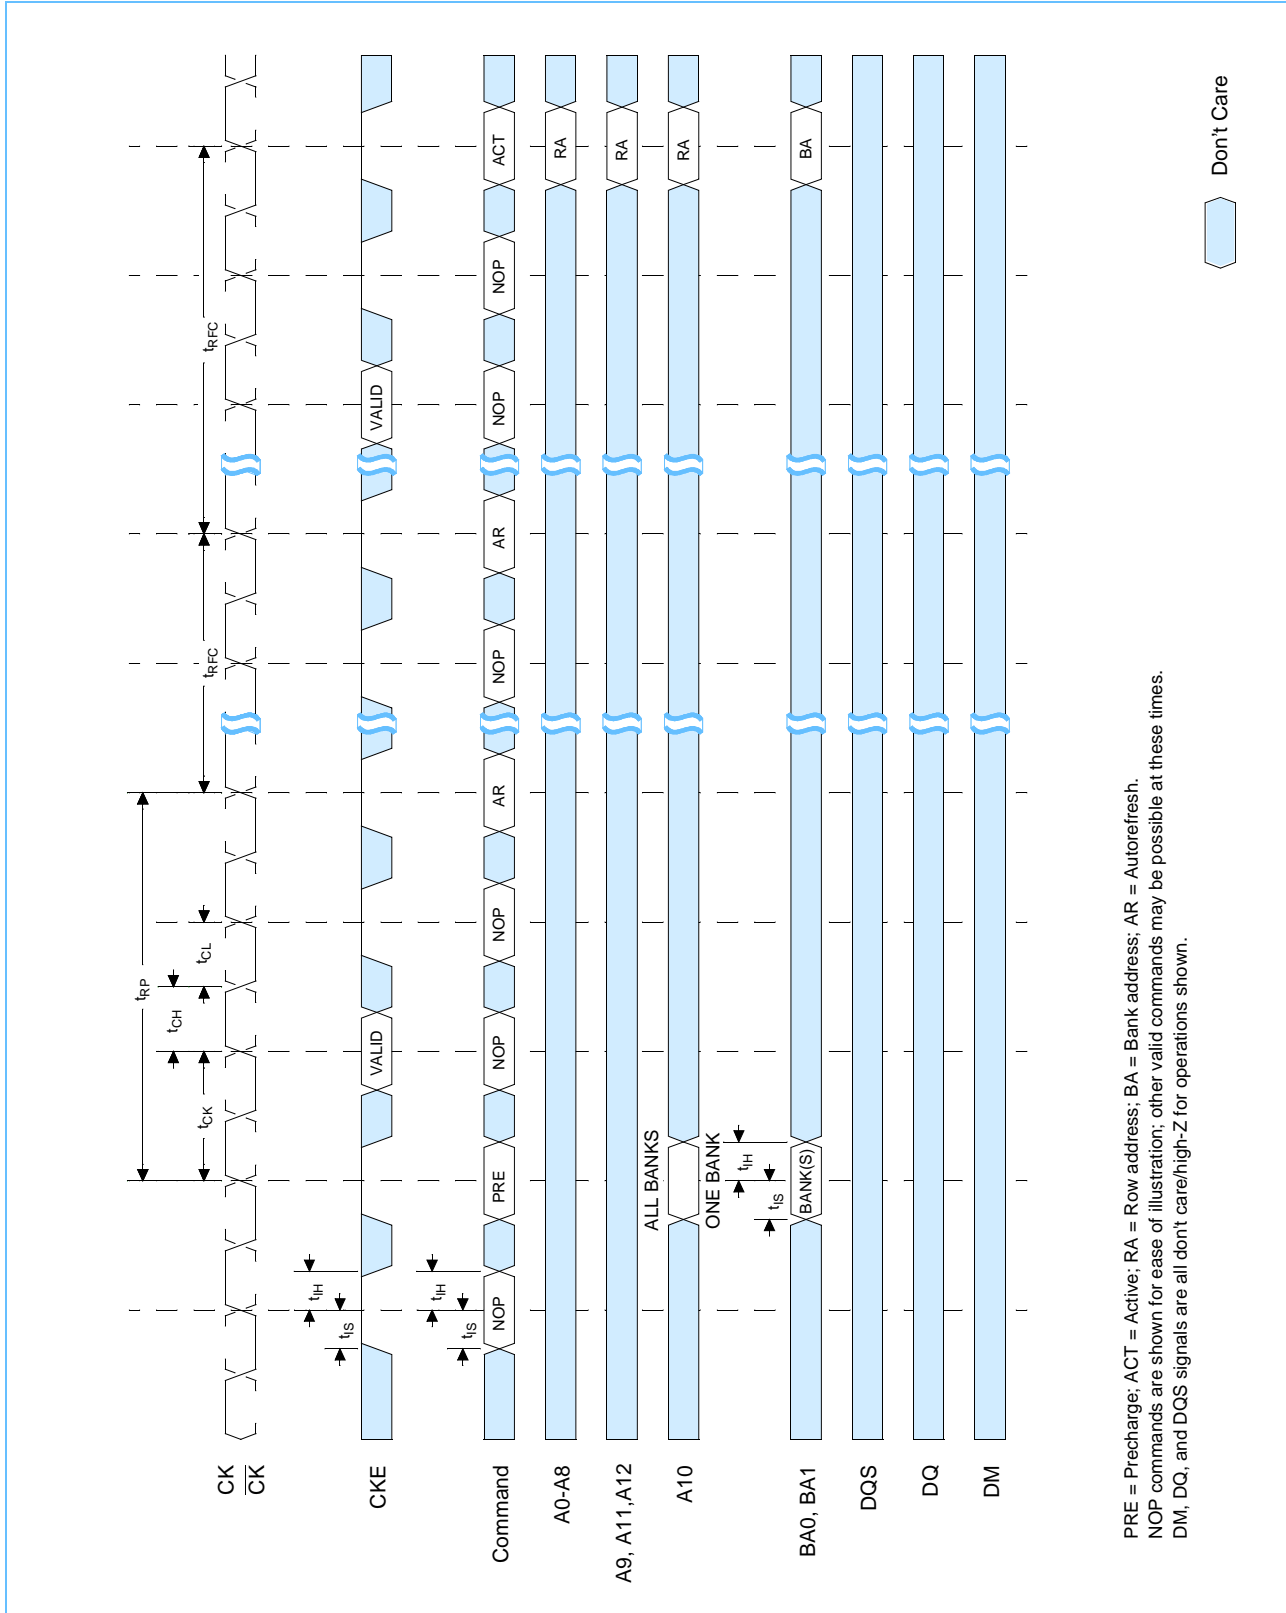 CK
CK
CKE
Command
A0-A8
A9, A11,A12
A10
BA0, BA1
DQS
DQ
DM
tRP
tCK
tCH
tCL
tRFC
tRFC
tIS
tIH
VALID
VALID
tIS
tIH
NOP
PRE
NOP
NOP
AR
NOP
AR
NOP
NOP
ACT
RA
RA
ALL BANKS
ONE BANK
RA
tIS
tIH
BANK(S)
BA
PRE = Precharge; ACT = Active; RA = Row address; BA = Bank address; AR = Autorefresh.
NOP commands are shown for ease of illustration; other valid commands may be possible at these times.
DM, DQ, and DQS signals are all don't care/high-Z for operations shown.
Don't Care